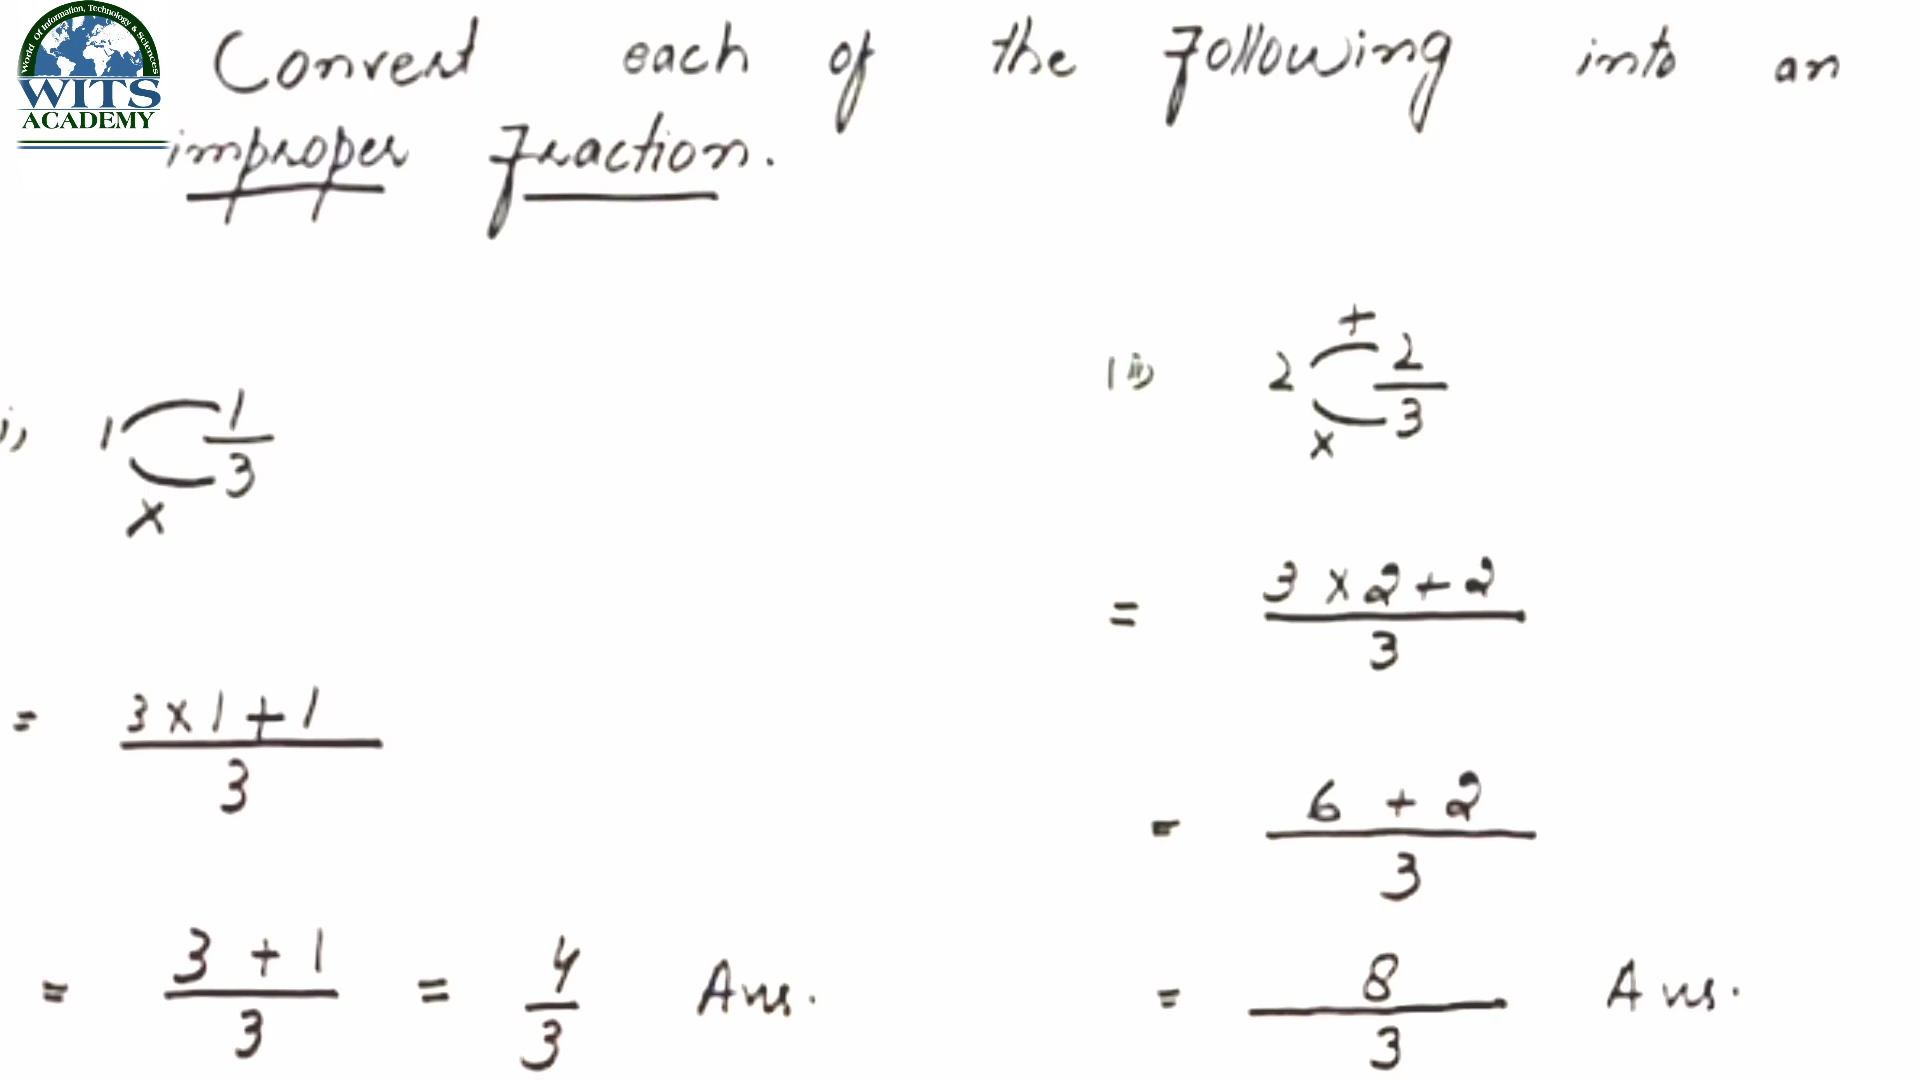 World Of Information, Technology & Sciences
WITS
ACADEMY
Convert each of the following into an
improper fraction.
i) 1 1/3
+
×
= 3 × 1 + 1 / 3
= 3 + 1 / 3 = 4/3 Ans.
(ii) 2 2/3
×
= 3 × 2 + 2 / 3
= 6 + 2 / 3
= 8 / 3 Ans.